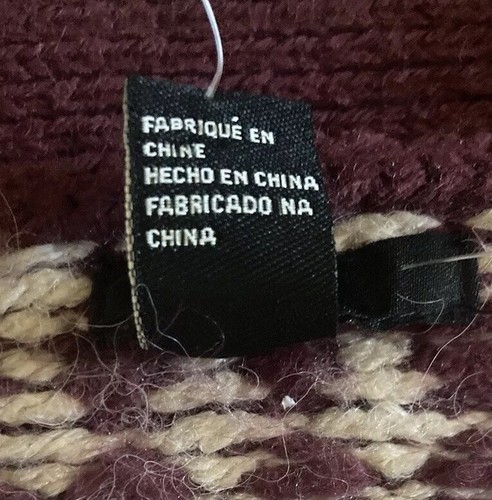 FABRIQUÉ EN
CHINE
HECHO EN CHINA
FABRICADO NA
CHINA